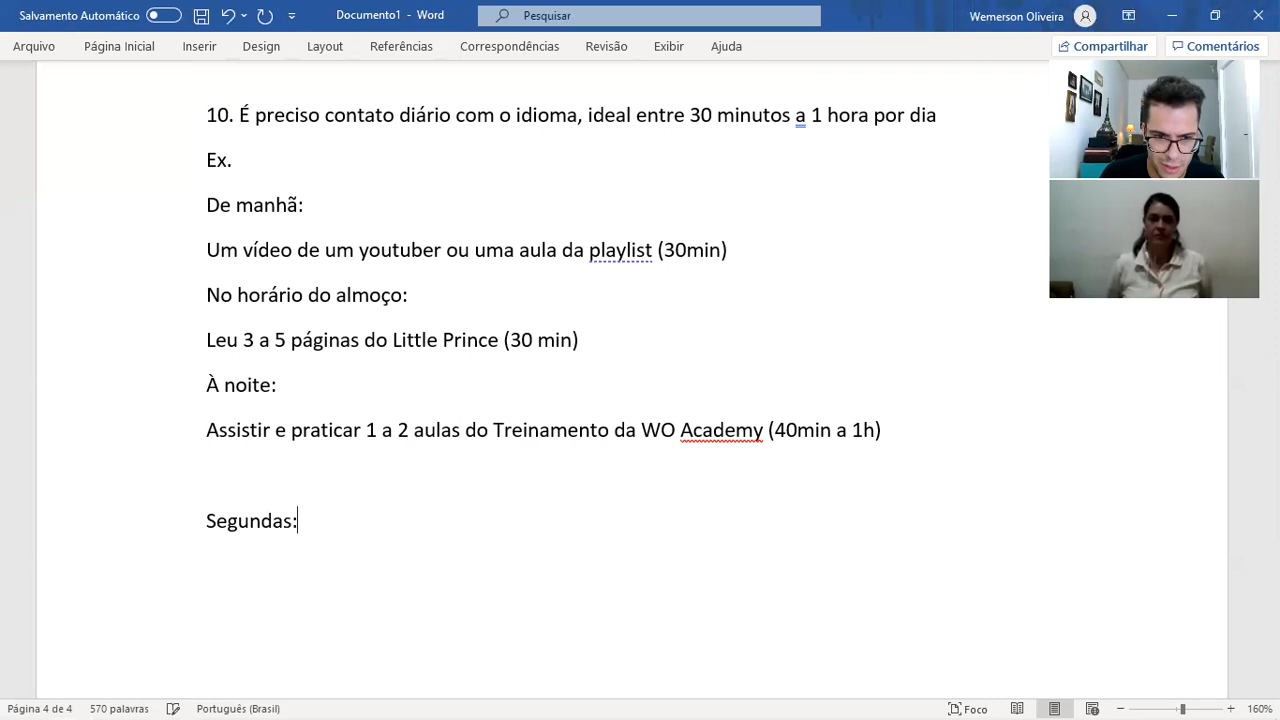 Salvamento Automático
Documento1 - Word
Pesquisar
Wemerson Oliveira
Arquivo
Página Inicial
Inserir
Design
Layout
Referências
Correspondências
Revisão
Exibir
Ajuda
Compartilhar
Comentários
10. É preciso contato diário com o idioma, ideal entre 30 minutos a 1 hora por dia
Ex.
De manhã:
Um vídeo de um youtuber ou uma aula da playlist (30min)
No horário do almoço:
Leu 3 a 5 páginas do Little Prince (30 min)
À noite:
Assistir e praticar 1 a 2 aulas do Treinamento da WO Academy (40min a 1h)
Segundas:
Página 4 de 4
570 palavras
Português (Brasil)
Foco
160%